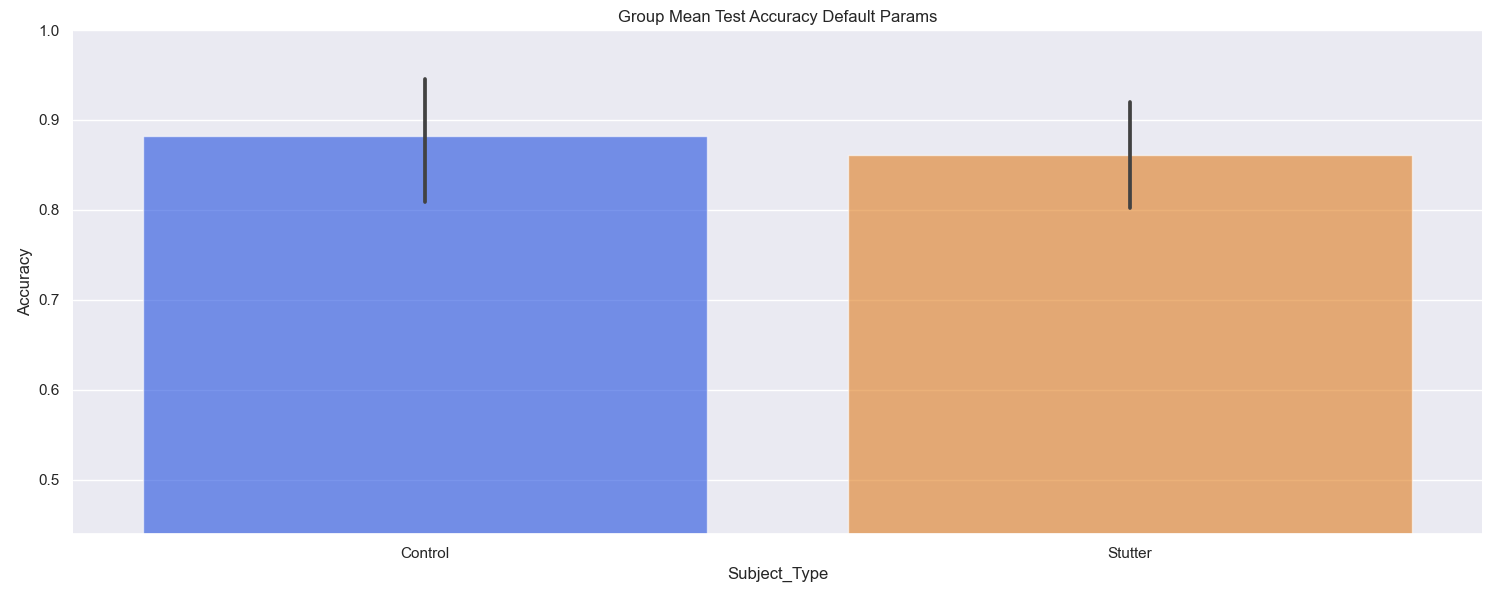 Group Mean Test Accuracy Default Params
1.0
0.9
0.8
0.7
0.6
0.5
Accuracy
Control
Stutter
Subject_Type